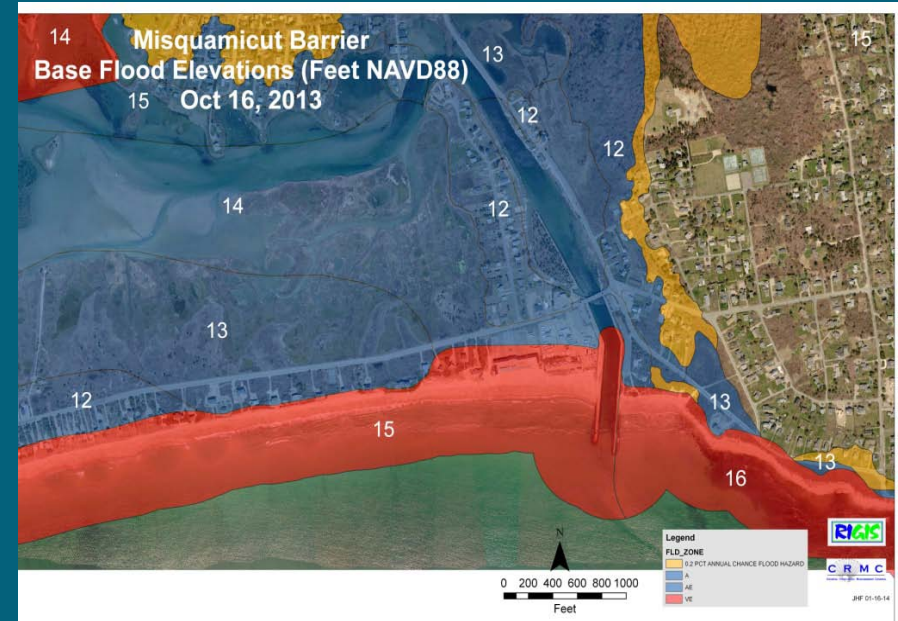 14
Misquamicut Barrier
Base Flood Elevations (Feet NAVD88)
Oct 16, 2013
15
13
15
12
12
14
12
13
12
15
13
13
16
N
0 200 400 600 800 1000
Feet
Legend
FLD_ZONE
0.2 PCT ANNUAL CHANCE FLOOD HAZARD
A
AE
VE
RIGIS
C R M C
JHF 01-16-14